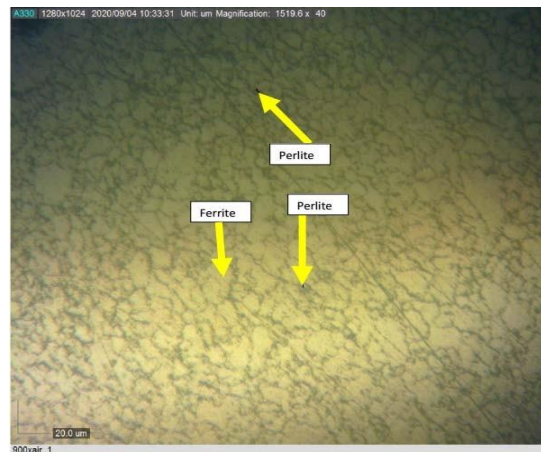 A330 1280x1024 2020/09/04 10:33:31 Unit: um Magnification: 1519.6 x 40
Perlite
Ferrite
Perlite
20.0 um
900xair_1